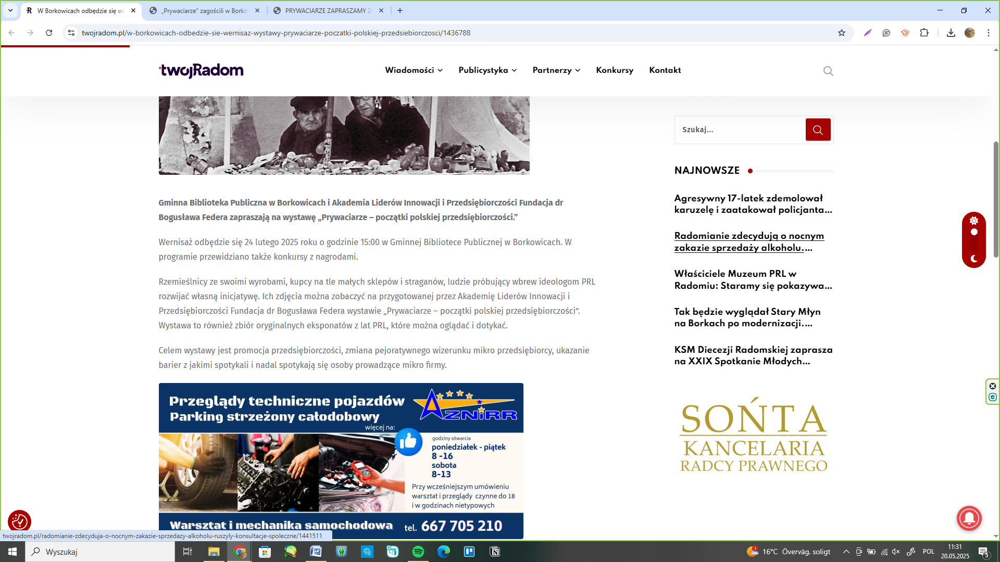 W Borkowicach odbędzie się we
„Prywaciarze” zagościli w Borko
PRYWACIARZE ZAPRASZAMY 2
twojradom.pl/w-borkowicach-odbedzie-sie-wernisaz-wystawy-prywaciarze-poczatki-polskiej-przedsiebiorczosci/1436788
twojRadom
Wiadomości
Publicystyka
Partnerzy
Konkursy
Kontakt
Gminna Biblioteka Publiczna w Borkowicach i Akademia Liderów Innowacji i Przedsiębiorczości Fundacja dr
Bogusława Federa zapraszają na wystawę „Prywaciarze – początki polskiej przedsiębiorczości.”
Wernisaż odbędzie się 24 lutego 2025 roku o godzinie 15:00 w Gminnej Bibliotece Publicznej w Borkowicach. W
programie przewidziano także konkursy z nagrodami.
Rzemieślnicy ze swoimi wyrobami, kupcy na tle małych sklepów i straganów, ludzie próbujący wbrew ideologom PRL
rozwijać własną inicjatywę. Ich zdjęcia można zobaczyć na przygotowanej przez Akademię Liderów Innowacji i
Przedsiębiorczości Fundacja dr Bogusława Federa wystawie „Prywaciarze – początki polskiej przedsiębiorczości”.
Wystawa to również zbiór oryginalnych eksponatów z lat PRL, które można oglądać i dotykać.
Celem wystawy jest promocja przedsiębiorczości, zmiana pejoratywnego wizerunku mikro przedsiębiorcy, ukazanie
barier z jakimi spotykali i nadal spotykają się osoby prowadzące mikro firmy.
Przeglądy techniczne pojazdów
Parking strzeżony całodobowy
więcej na:
AZNiRR
godziny otwarcia
poniedziałek - piątek
8 -16
sobota
8-13
Przy wcześniejszym umówieniu
warsztat i przeglądy czynne do 18
i w godzinach nietypowych
Warsztat i mechanika samochodowa
tel. 667 705 210
Szukaj...
NAJNOWSZE
Agresywny 17-latek zdemolował
karuzelę i zaatakował policjanta...
Radomianie zdecydują o nocnym
zakazie sprzedaży alkoholu....
Właściciele Muzeum PRL w
Radomiu: Staramy się pokazywa...
Tak będzie wyglądał Stary Młyn
na Borkach po modernizacji....
KSM Diecezji Radomskiej zaprasza
na XXIX Spotkanie Młodych...
SOŃTA
KANCELARIA
RADCY PRAWNEGO
twojradom.pl/radomianie-zdecyduja-o-nocnym-zakazie-sprzedazy-alkoholu-ruszyly-konsultacje-spoleczne/1441511
Wyszukaj
1
16°C Överväg. soligt
POL
11:31
20.05.2025
5